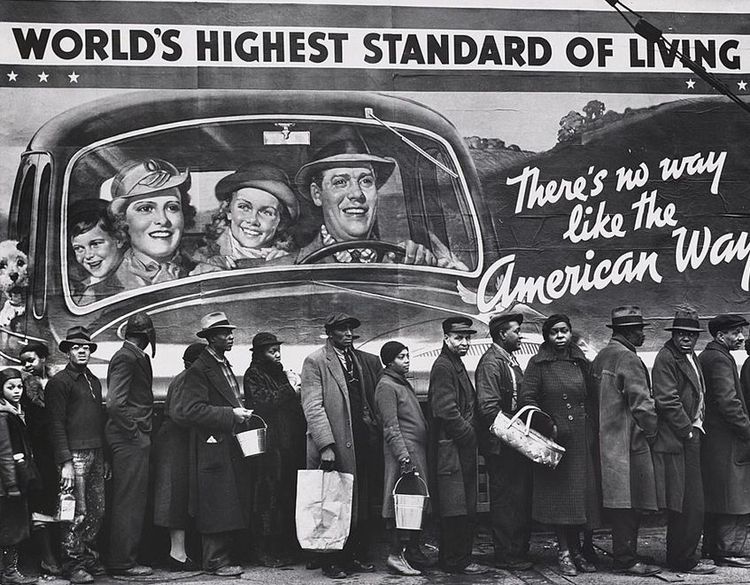 WORLD'S HIGHEST STANDARD OF LIVING
There's no way
like the
American Way